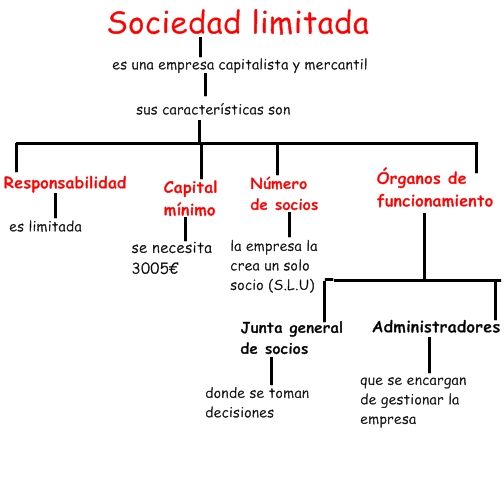 Sociedad limitada
es una empresa capitalista y mercantil
sus características son
Responsabilidad
es limitada
Capital
mínimo
se necesita
3005€
Número
de socios
la empresa la
crea un solo
socio (S.L.U)
Órganos de
funcionamiento
Junta general
de socios
donde se toman
decisiones
Administradores
que se encargan
de gestionar la
empresa